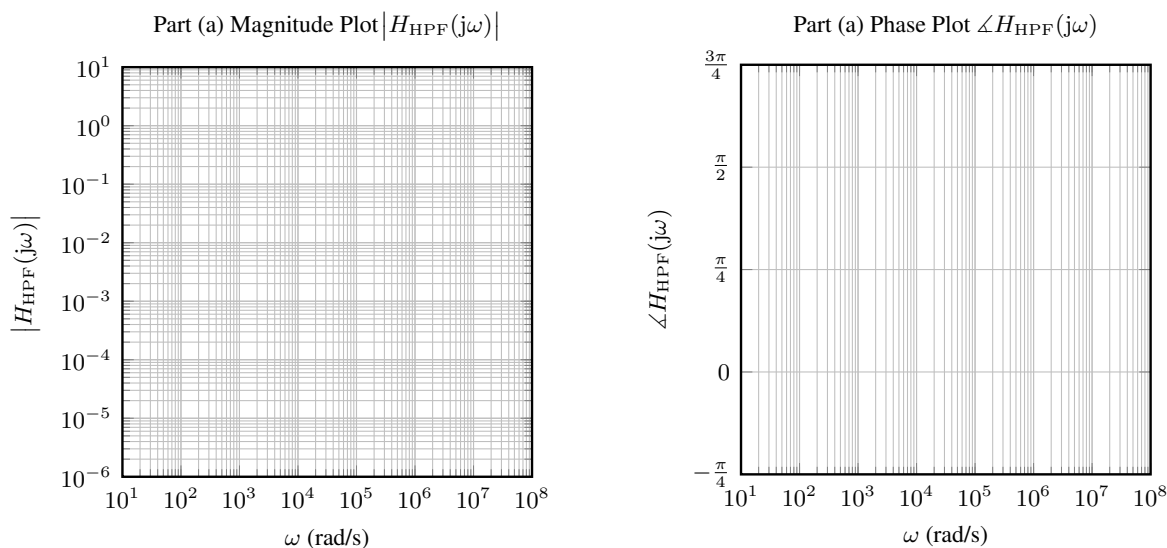 Part (a) Magnitude Plot |H_HPF(jω)|
10^1
10^0
10^-1
10^-2
10^-3
10^-4
10^-5
10^-6
|H_HPF(jω)|
10^1 10^2 10^3 10^4 10^5 10^6 10^7 10^8
ω (rad/s)
Part (a) Phase Plot ∡H_HPF(jω)
3π/4
π/2
π/4
0
−π/4
∡H_HPF(jω)
10^1 10^2 10^3 10^4 10^5 10^6 10^7 10^8
ω (rad/s)